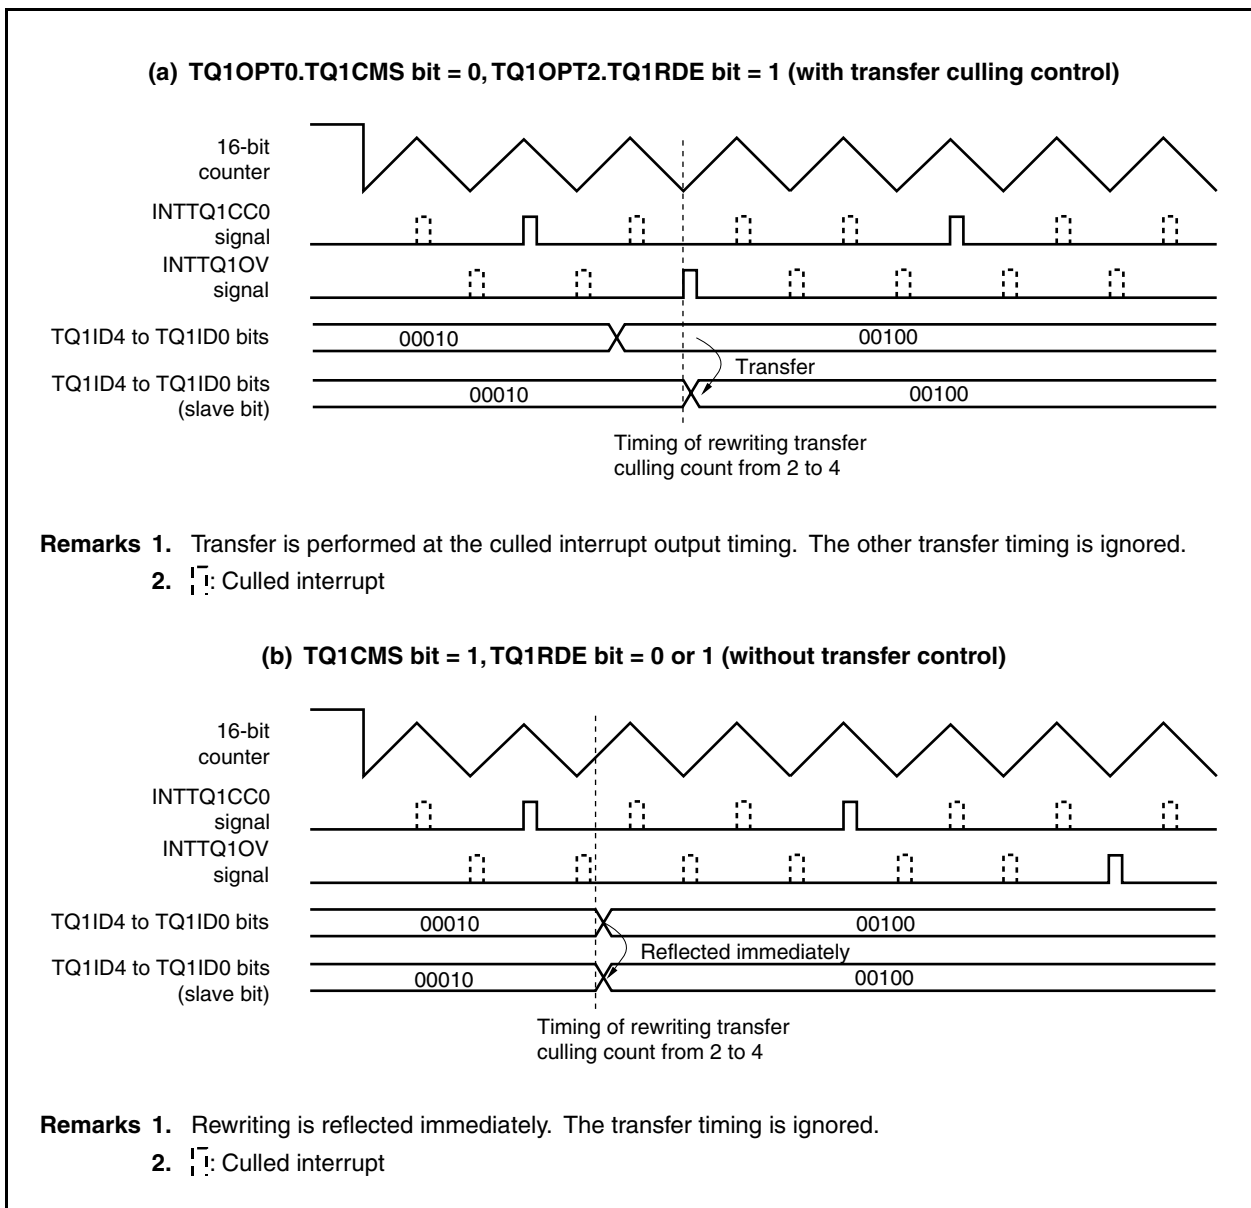 (a) TQ1OPT0.TQ1CMS bit = 0, TQ1OPT2.TQ1RDE bit = 1 (with transfer culling control)
16-bit
counter
INTTQ1CC0
signal
INTTQ1OV
signal
TQ1ID4 to TQ1ID0 bits
00010
00100
Transfer
TQ1ID4 to TQ1ID0 bits
(slave bit)
00010
00100
Timing of rewriting transfer
culling count from 2 to 4
Remarks 1. Transfer is performed at the culled interrupt output timing. The other transfer timing is ignored.
2. : Culled interrupt
(b) TQ1CMS bit = 1, TQ1RDE bit = 0 or 1 (without transfer control)
16-bit
counter
INTTQ1CC0
signal
INTTQ1OV
signal
TQ1ID4 to TQ1ID0 bits
00010
00100
Reflected immediately
TQ1ID4 to TQ1ID0 bits
(slave bit)
00010
00100
Timing of rewriting transfer
culling count from 2 to 4
Remarks 1. Rewriting is reflected immediately. The transfer timing is ignored.
2. : Culled interrupt